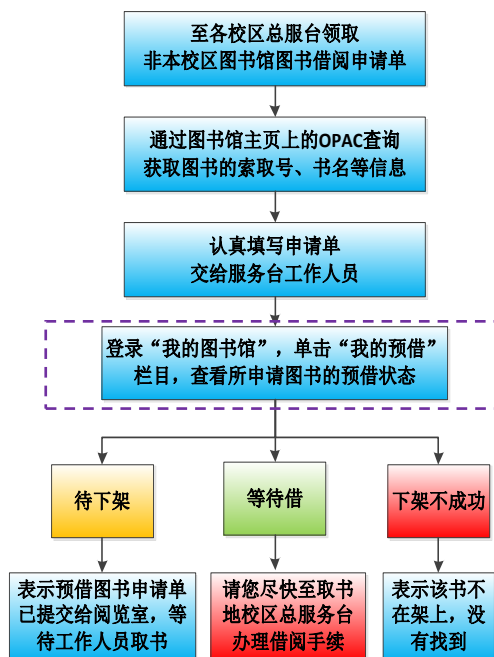 至各校区总服台领取
非本校区图书馆图书借阅申请单
通过图书馆主页上的OPAC查询
获取图书的索取号、书名等信息
认真填写申请单
交给服务台工作人员
登录“我的图书馆”，单击“我的预借”
栏目，查看所申请图书的预借状态
待下架
等待借
下架不成功
表示预借图书申请单
已提交给阅览室，等
待工作人员取书
请您尽快至取书
地校区总服务台
办理借阅手续
表示该书不
在架上，没
有找到